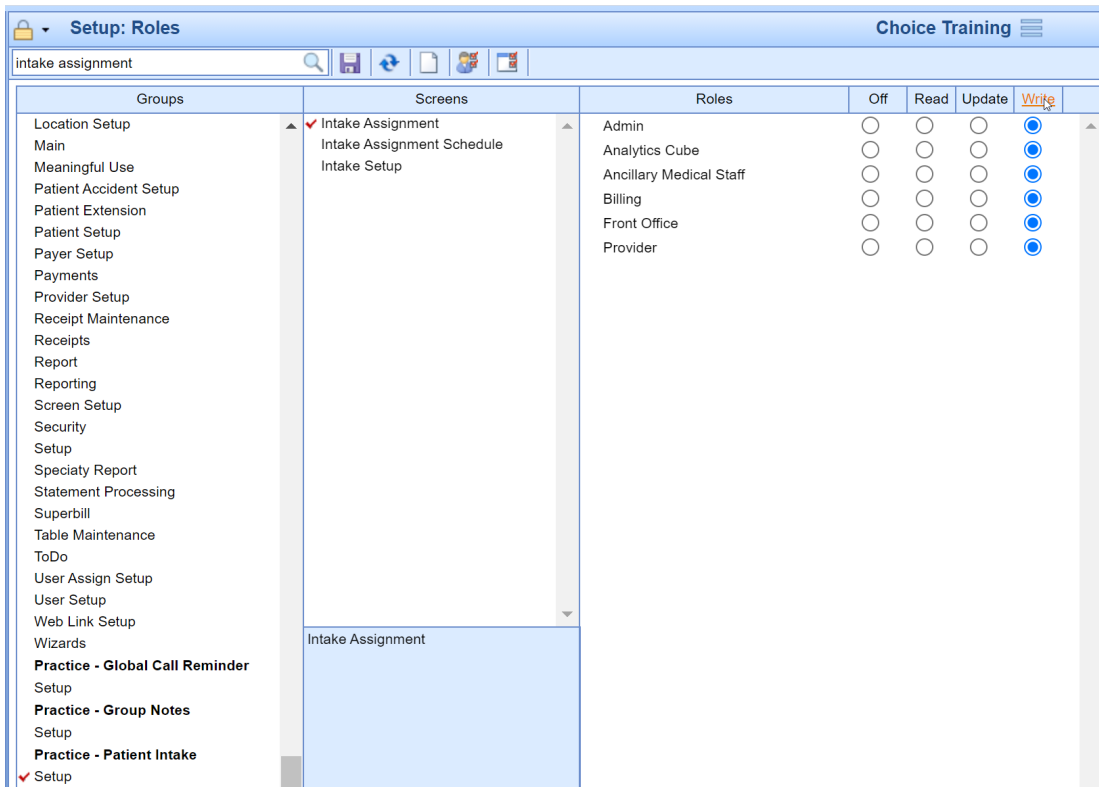 Setup: Roles
Choice Training
intake assignment
Groups
Screens
Roles
Off
Read
Update
Write
Location Setup
Main
Meaningful Use
Patient Accident Setup
Patient Extension
Patient Setup
Payer Setup
Payments
Provider Setup
Receipt Maintenance
Receipts
Report
Reporting
Screen Setup
Security
Setup
Speciaty Report
Statement Processing
Superbill
Table Maintenance
ToDo
User Assign Setup
User Setup
Web Link Setup
Wizards
Practice - Global Call Reminder
Setup
Practice - Group Notes
Setup
Practice - Patient Intake
Setup
Intake Assignment
Intake Assignment Schedule
Intake Setup
Intake Assignment
Admin
Analytics Cube
Ancillary Medical Staff
Billing
Front Office
Provider